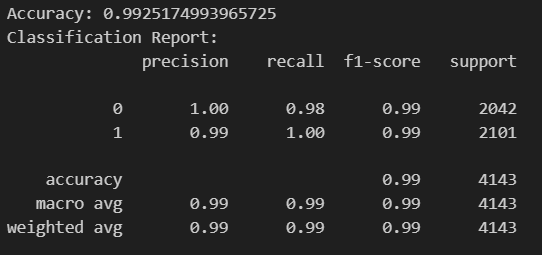 Accuracy: 0.9925174993965725
Classification Report:
precision recall f1-score support
0 1.00 0.98 0.99 2042
1 0.99 1.00 0.99 2101
accuracy 0.99 4143
macro avg 0.99 0.99 0.99 4143
weighted avg 0.99 0.99 0.99 4143